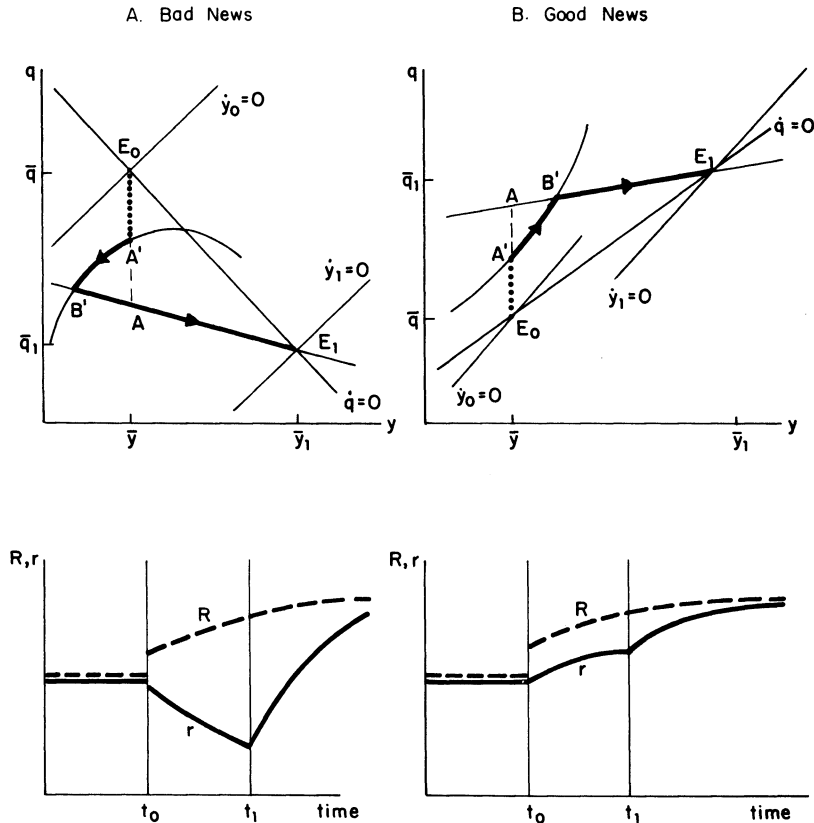 A. Bad News
q
ẏ₀=0
E₀
q̄
A'
ẏ₁=0
B'
A
E₁
q̄₁
q̇=0
ȳ
ȳ₁
y
B. Good News
q
q̇=0
E₁
q̄₁
B'
A
A'
ẏ₁=0
q̄
E₀
ẏ₀=0
ȳ
ȳ₁
y
R,r
R
r
t₀
t₁
time
R,r
R
r
t₀
t₁
time